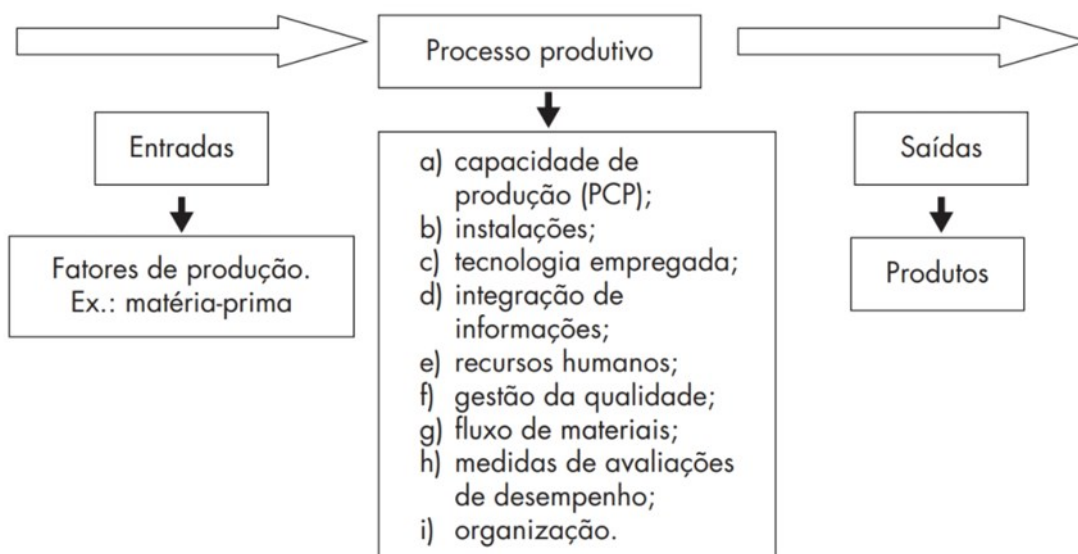 Processo produtivo
Entradas
Fatores de produção.
Ex.: matéria-prima
a) capacidade de
produção (PCP);
b) instalações;
c) tecnologia empregada;
d) integração de
informações;
e) recursos humanos;
f) gestão da qualidade;
g) fluxo de materiais;
h) medidas de avaliações
de desempenho;
i) organização.
Saídas
Produtos